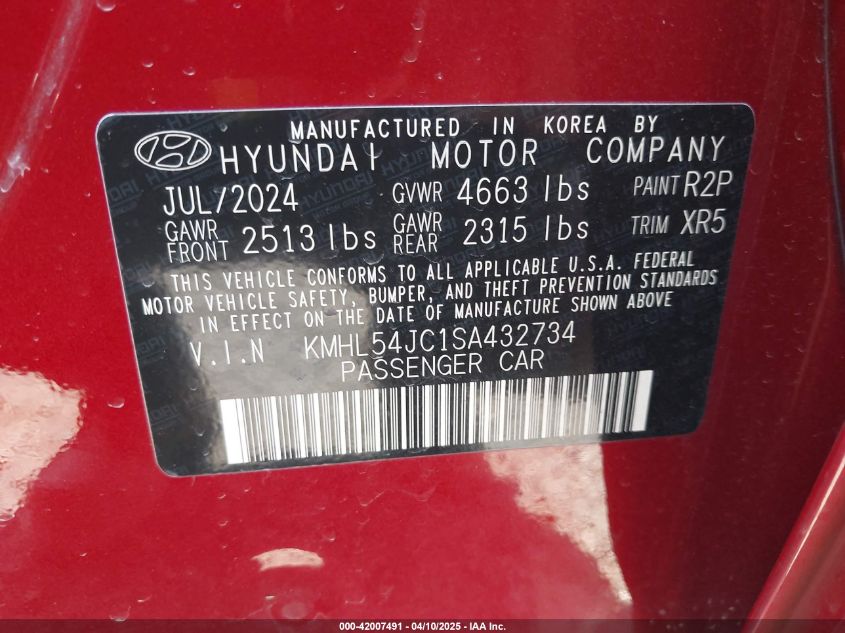 MANUFACTURED IN KOREA BY
HYUNDAI MOTOR COMPANY
JUL/2024 GVWR 4663 lbs PAINT R2P
GAWR FRONT 2513 lbs GAWR REAR 2315 lbs TRIM XR5
THIS VEHICLE CONFORMS TO ALL APPLICABLE U.S.A. FEDERAL
MOTOR VEHICLE SAFETY, BUMPER, AND THEFT PREVENTION STANDARDS
IN EFFECT ON THE DATE OF MANUFACTURE SHOWN ABOVE
V.I.N KMHL54JC1SA432734
PASSENGER CAR
000-42007491 - 04/10/2025 - IAA Inc.